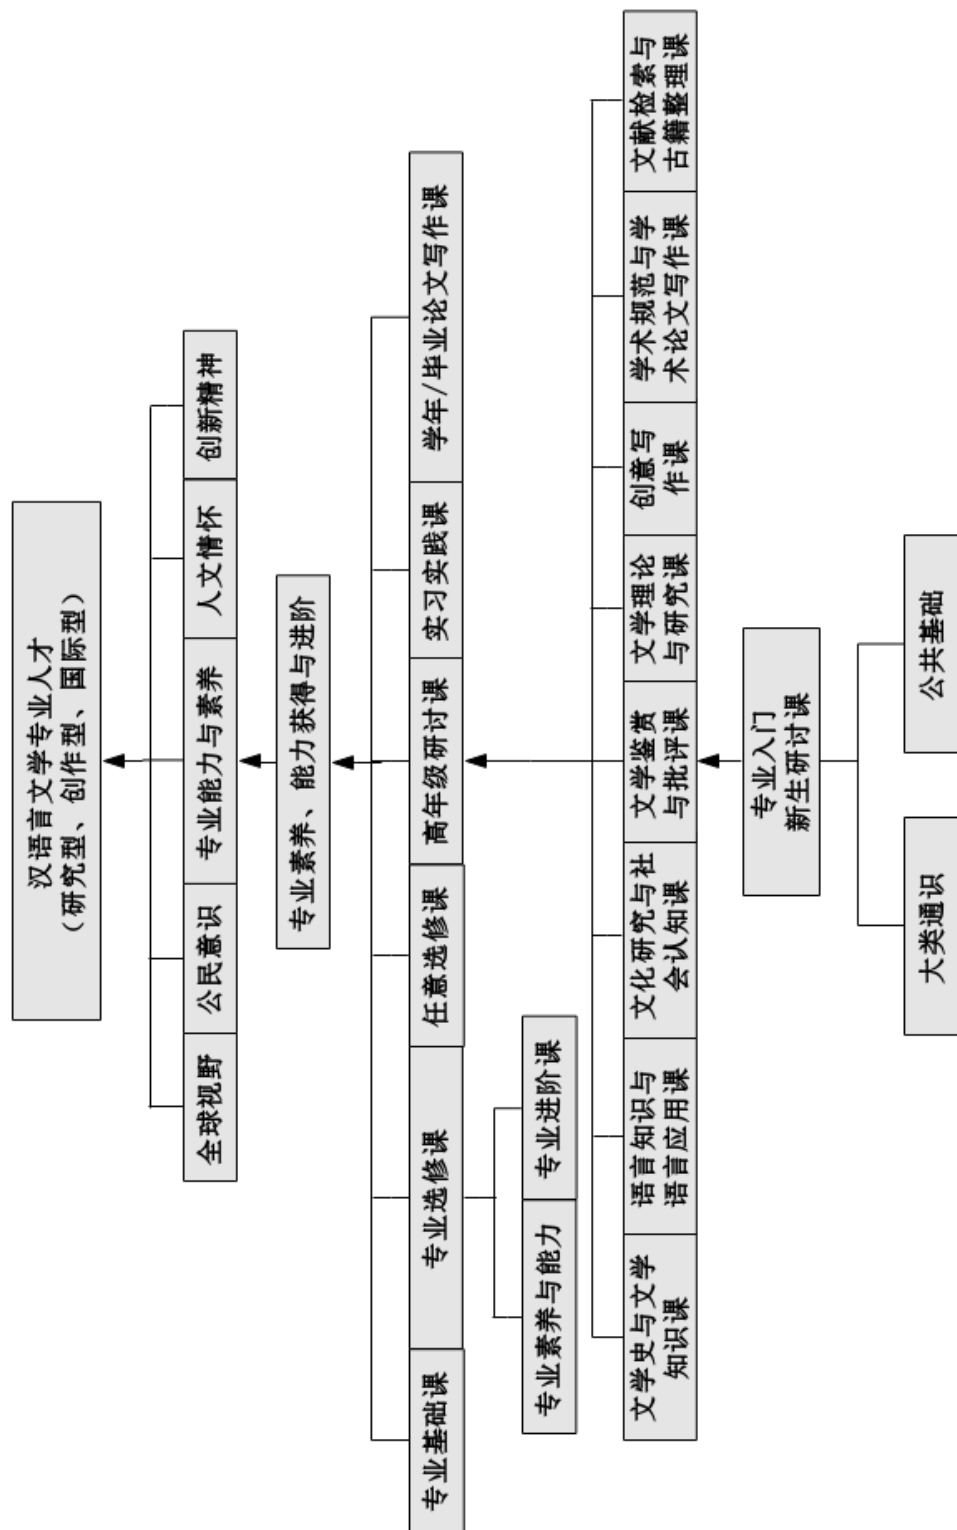 汉语言文学专业人才
（研究型、创作型、国际型）
全球视野
公民意识
专业能力与素养
人文情怀
创新精神
专业素养、能力获得与进阶
专业基础课
专业选修课
任意选修课
高年级研讨课
实习实践课
学年/毕业论文写作课
专业素养与能力
专业进阶课
文学史与文学
知识课
语言知识与
语言应用课
文化研究与社
会认知课
文学鉴赏
与批评课
文学理论
与研究课
创意写
作课
学术规范与学
术论文写作课
文献检索与
古籍整理课
专业入门
新生研讨课
大类通识
公共基础